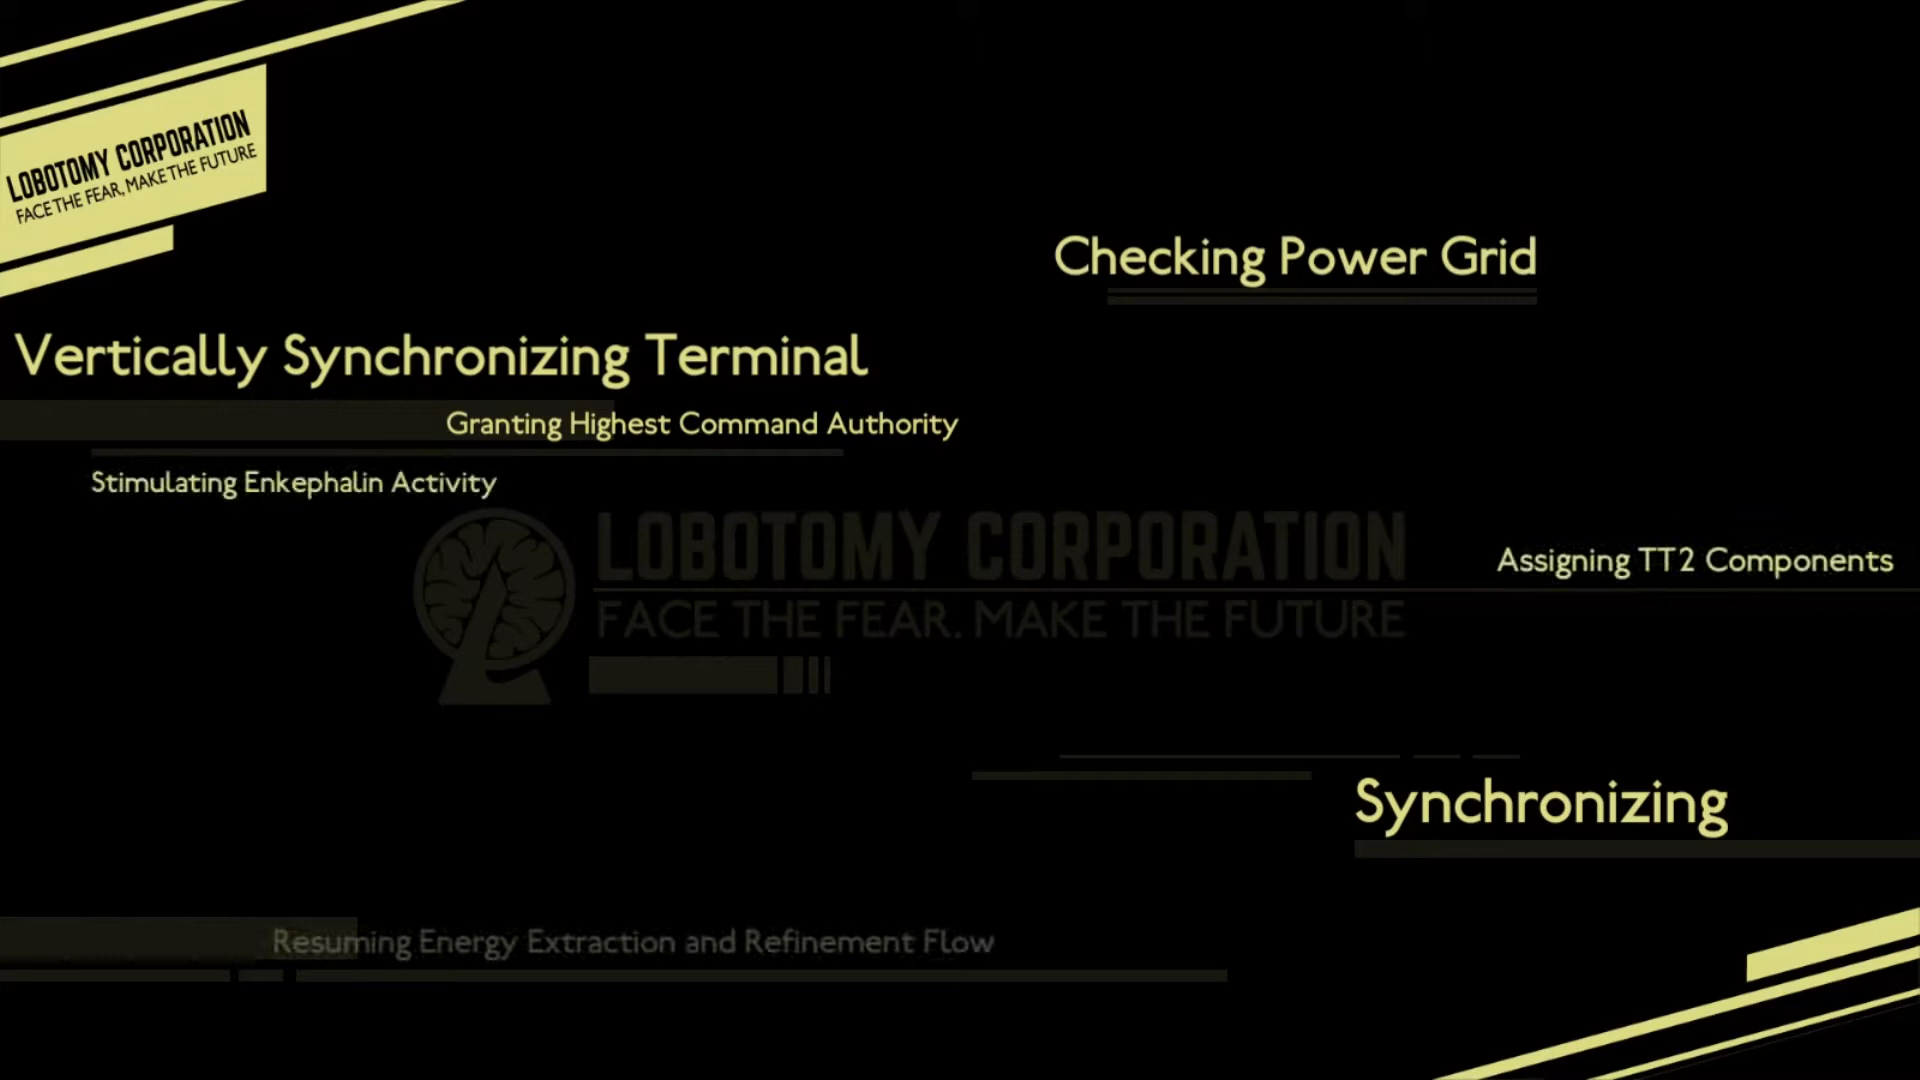 LOBOTOMY CORPORATION
FACE THE FEAR, MAKE THE FUTURE
Checking Power Grid
Vertically Synchronizing Terminal
Granting Highest Command Authority
Stimulating Enkephalin Activity
LOBOTOMY CORPORATION
FACE THE FEAR. MAKE THE FUTURE
Assigning TT2 Components
Synchronizing
Resuming Energy Extraction and Refinement Flow